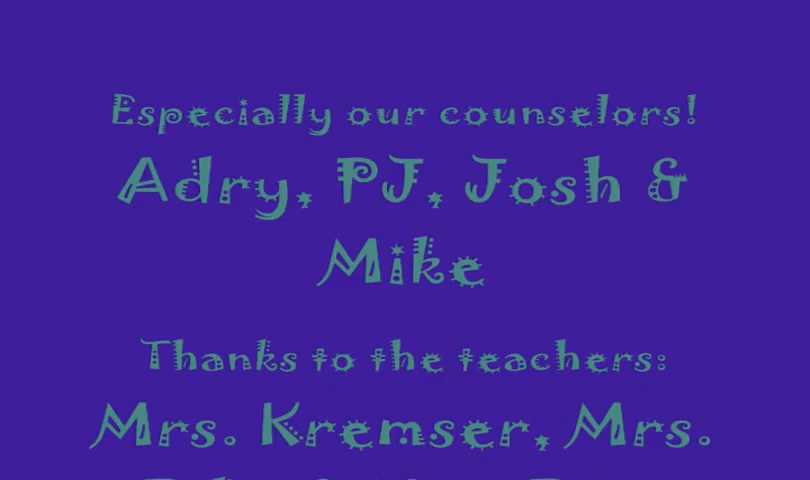 Especially our counselors!
Adry, PJ, Josh &
Mike
Thanks to the teachers:
Mrs. Kremser, Mrs.